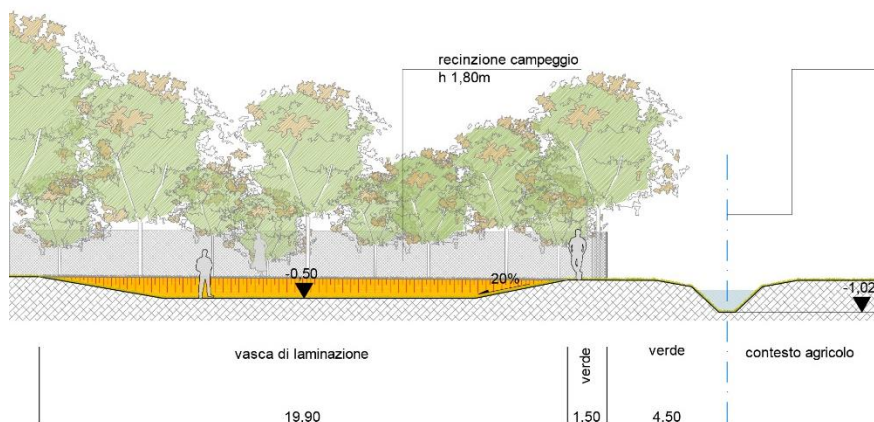 recinzione campeggio
h 1,80m
-0,50
20%
-1,02
vasca di laminazione
verde
verde
contesto agricolo
19,90
1,50
4,50